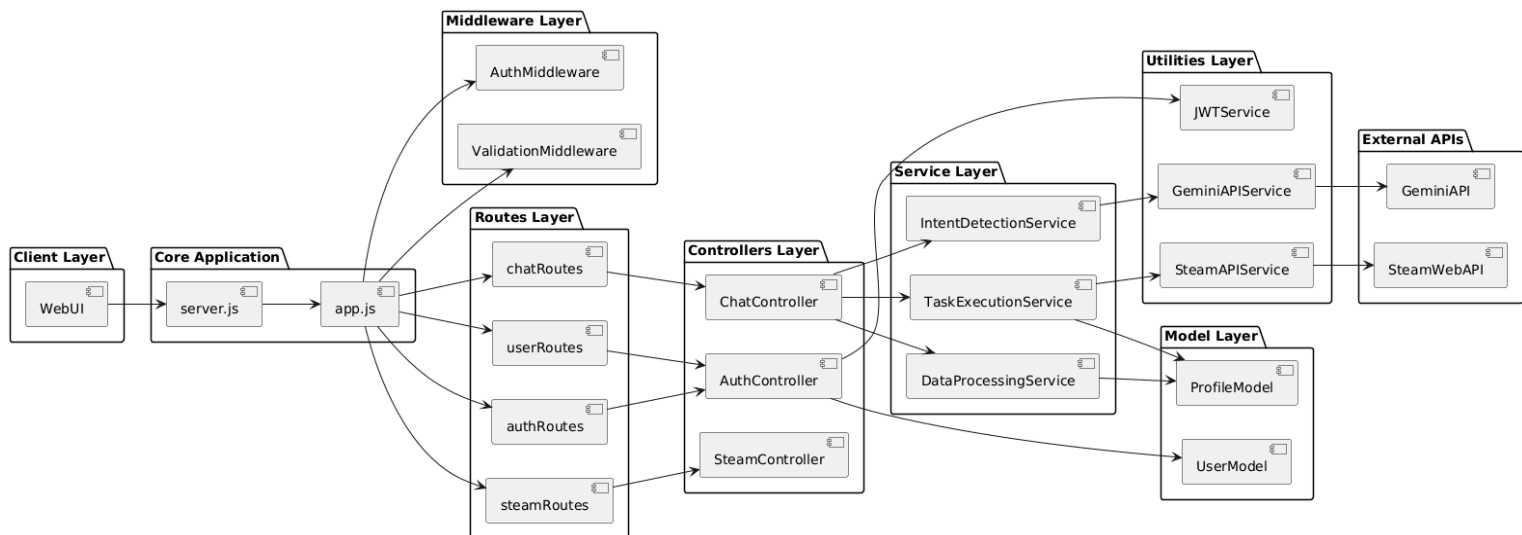 Client Layer
WebUI
Core Application
server.js
app.js
Middleware Layer
AuthMiddleware
ValidationMiddleware
Routes Layer
chatRoutes
userRoutes
authRoutes
steamRoutes
Controllers Layer
ChatController
AuthController
SteamController
Service Layer
IntentDetectionService
TaskExecutionService
DataProcessingService
Utilities Layer
JWTService
GeminiAPIService
SteamAPIService
Model Layer
ProfileModel
UserModel
External APIs
GeminiAPI
SteamWebAPI